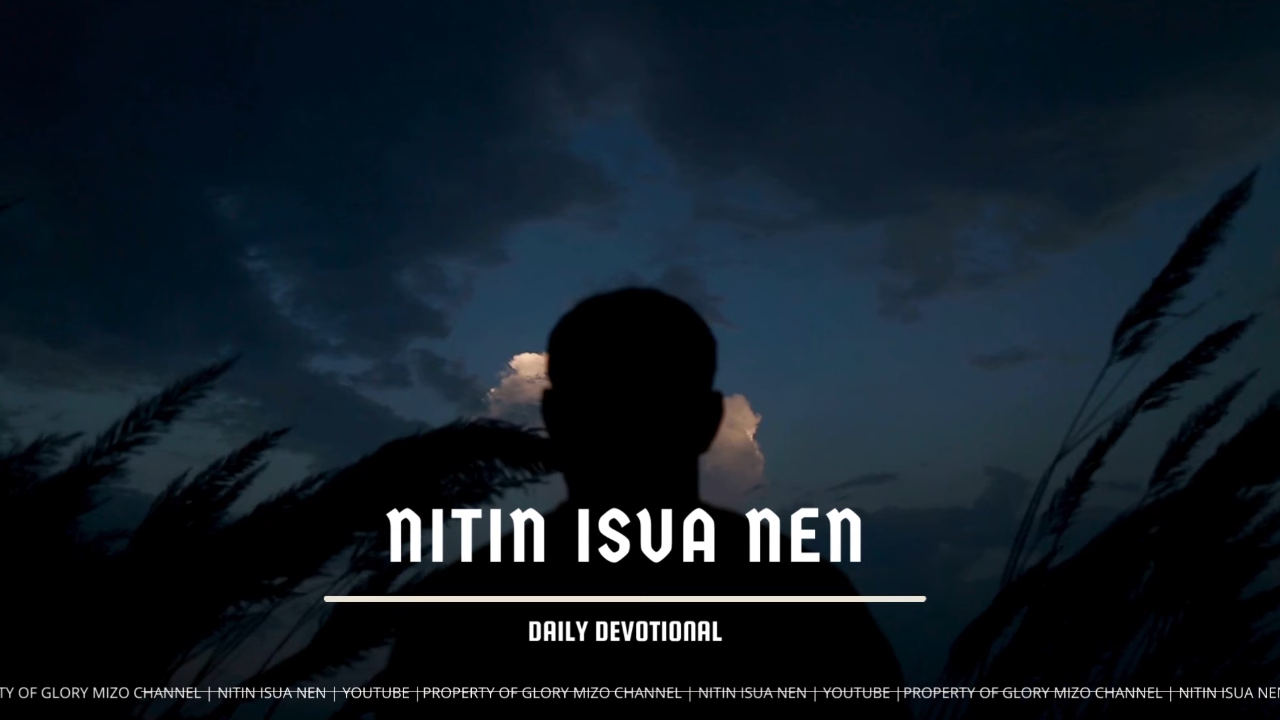 NITIN ISUA NEN
DAILY DEVOTIONAL
TY OF GLORY MIZO CHANNEL | NITIN ISUA NEN | YOUTUBE |PROPERTY OF GLORY MIZO CHANNEL | NITIN ISUA NEN | YOUTUBE |PROPERTY OF GLORY MIZO CHANNEL | NITIN ISUA NEN